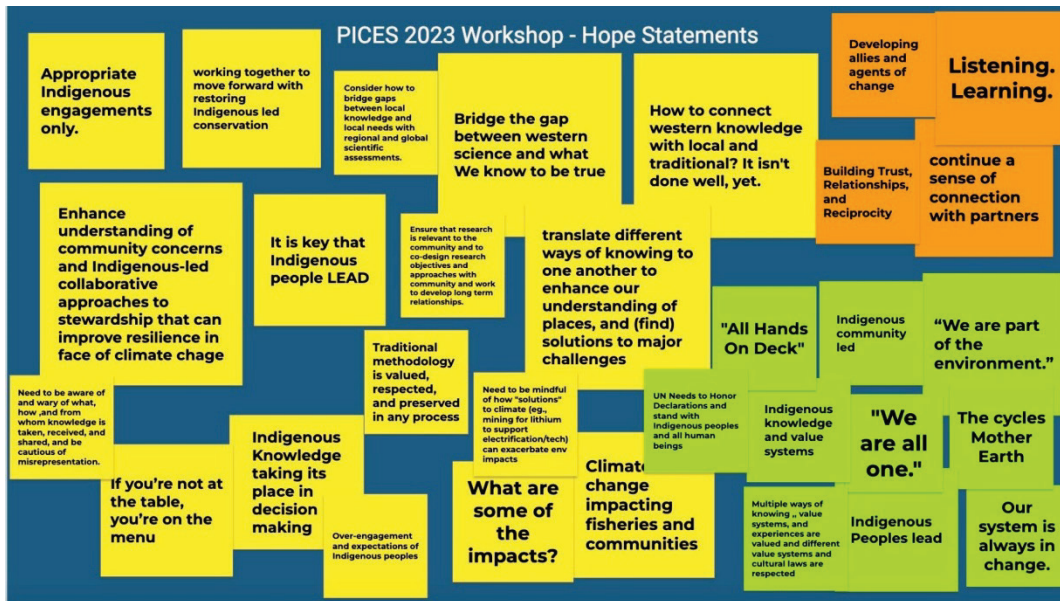 PICES 2023 Workshop - Hope Statements
Appropriate
Indigenous
engagements
only.
working together to
move forward with
restoring
Indigenous led
conservation
Consider how to
bridge gaps
between local
knowledge and
local needs with
regional and global
scientific
assessments.
Bridge the gap
between western
science and what
We know to be true
How to connect
western knowledge
with local and
traditional? It isn't
done well, yet.
Developing
allies and
agents of
change
Listening.
Learning.
Building Trust,
Relationships,
and
Reciprocity
continue a
sense of
connection
with partners
Enhance
understanding of
community concerns
and Indigenous-led
collaborative
approaches to
stewardship that can
improve resilience in
face of climate chage
It is key that
Indigenous
people LEAD
Ensure that research
is relevant to the
community and to
co-design research
objectives and
approaches with
community and work
to develop long term
relationships.
translate different
ways of knowing to
one another to
enhance our
understanding of
places, and (find)
solutions to major
challenges
"All Hands
On Deck"
Indigenous
community
led
“We are part
of the
environment.”
Traditional
methodology
is valued,
respected,
and preserved
in any process
Need to be aware of
and wary of what,
how ,and from
whom knowledge is
taken, received, and
shared, and be
cautious of
misrepresentation.
If you’re not at
the table,
you’re on the
menu
Indigenous
Knowledge
taking its
place in
decision
making
Over-engagement
and expectations of
Indigenous peoples
Need to be mindful
of how "solutions"
to climate (eg.,
mining for lithium
to support
electrification/tech)
can exacerbate env
impacts
What are
some of
the
impacts?
Climate
change
impacting
fisheries and
communities
UN Needs to Honor
Declarations and
stand with
Indigenous peoples
and all human
beings
Indigenous
knowledge
and value
systems
"We
are all
one."
The cycles
Mother
Earth
Multiple ways of
knowing ,, value
systems, and
experiences are
valued and different
value systems and
cultural laws are
respected
Indigenous
Peoples lead
Our
system is
always in
change.